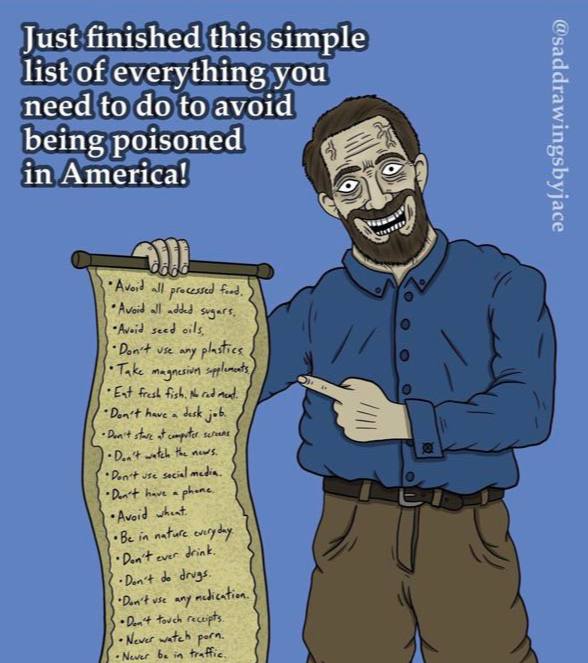 Just finished this simple
list of everything you
need to do to avoid
being poisoned
in America!
@saddrawingsbyjace
• Avoid all processed food.
• Avoid all added sugars.
• Avoid seed oils.
• Don't use any plastics
• Take magnesium supplements
• Eat fresh fish. No red meat.
• Don't have a desk job.
• Don't stare at computer screens
• Don't watch the news.
• Don't use social media.
• Don't have a phone.
• Avoid wheat.
• Be in nature everyday
• Don't ever drink.
• Don't do drugs.
• Don't use any medication.
• Don't touch receipts.
• Never watch porn.
• Never be in traffic.